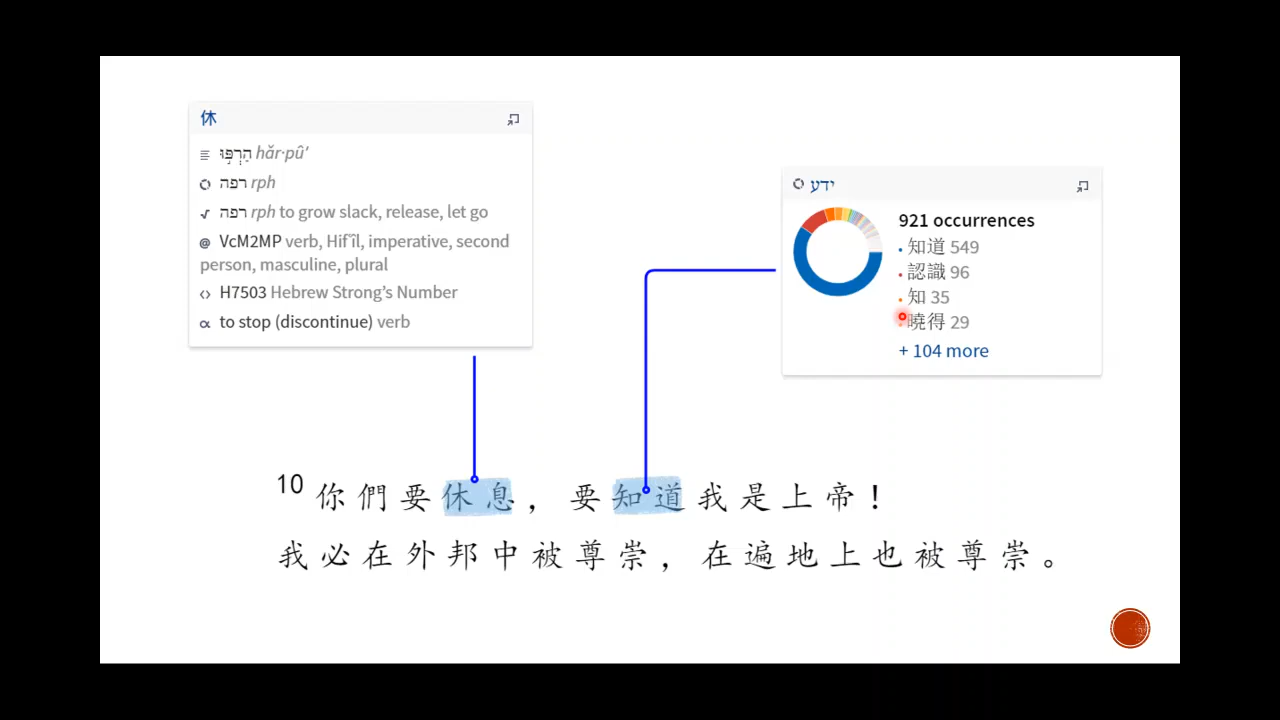 休
הַרְפּ֣וּ hăr·pû′
רפה rph
רפה rph to grow slack, release, let go
@ VcM2MP verb, Hifʿîl, imperative, second
person, masculine, plural
H7503 Hebrew Strong’s Number
α to stop (discontinue) verb
ידע
921 occurrences
知道 549
認識 96
知 35
曉得 29
+ 104 more
10 你們要休息，要知道我是上帝！
我必在外邦中被尊崇，在遍地上也被尊崇。